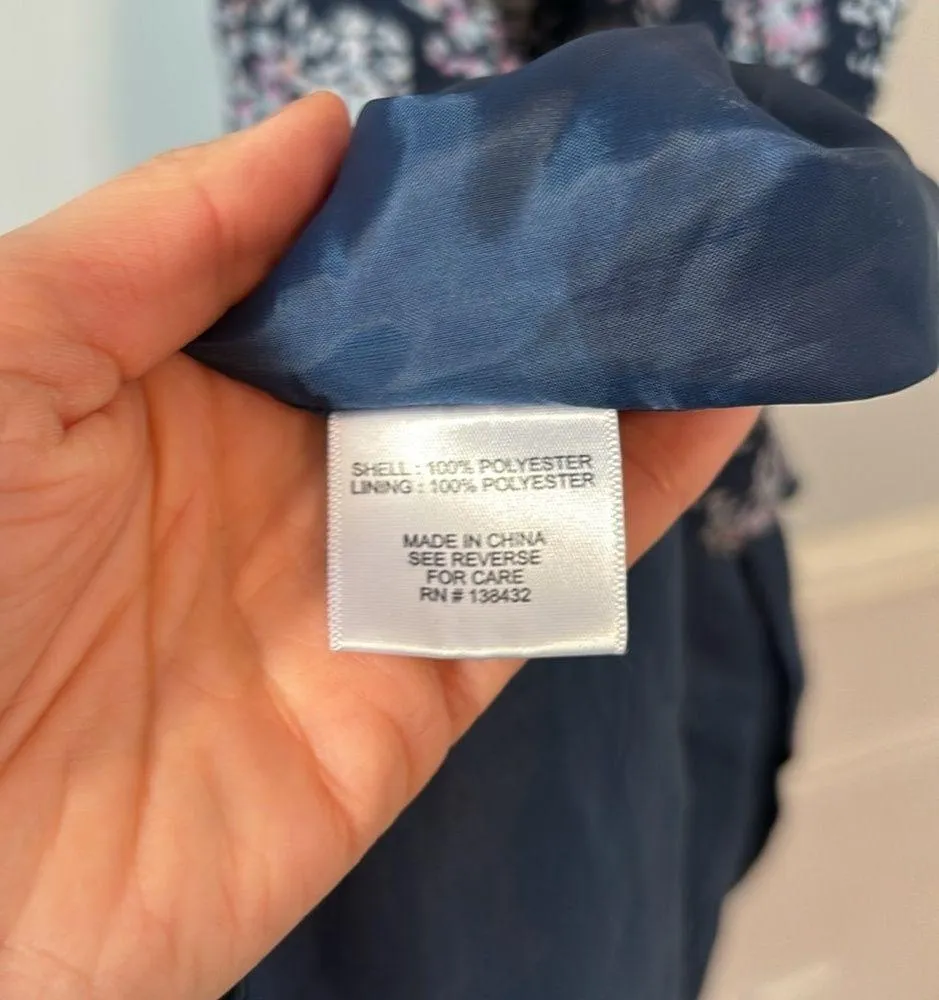 SHELL : 100% POLYESTER
LINING : 100% POLYESTER
MADE IN CHINA
SEE REVERSE
FOR CARE
RN # 138432